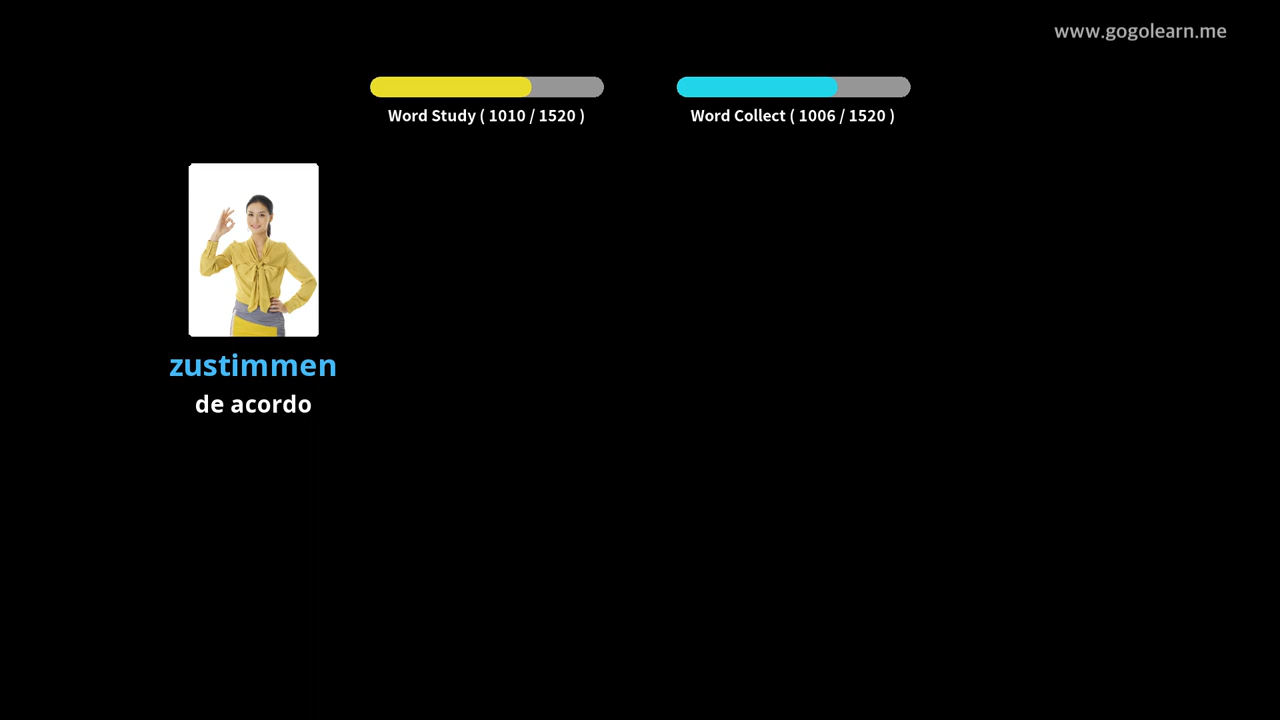 www.gogolearn.me
Word Study ( 1010 / 1520 )
Word Collect ( 1006 / 1520 )
zustimmen
de acordo